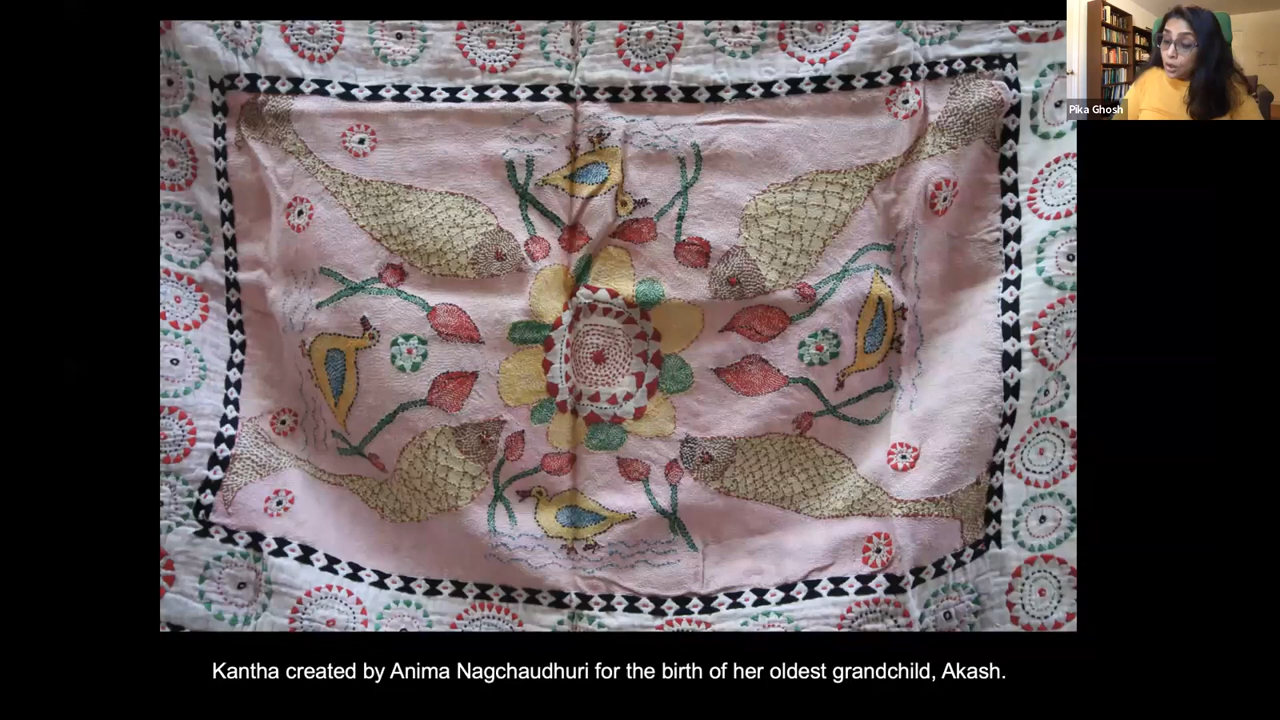 Pika Ghosh
Kantha created by Anima Nagchaudhuri for the birth of her oldest grandchild, Akash.